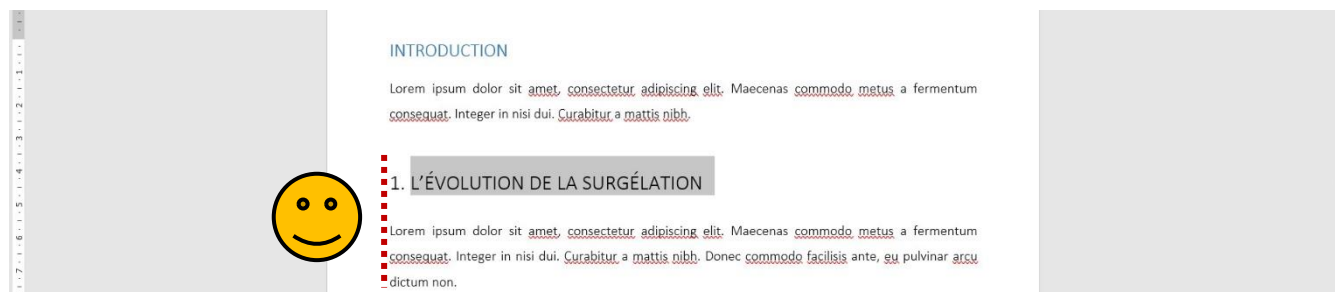 INTRODUCTION
Lorem ipsum dolor sit amet, consectetur adipiscing elit. Maecenas commodo metus a fermentum
consequat. Integer in nisi dui. Curabitur a mattis nibh.
1. L’ÉVOLUTION DE LA SURGÉLATION
Lorem ipsum dolor sit amet, consectetur adipiscing elit. Maecenas commodo metus a fermentum
consequat. Integer in nisi dui. Curabitur a mattis nibh. Donec commodo facilisis ante, eu pulvinar arcu
dictum non.